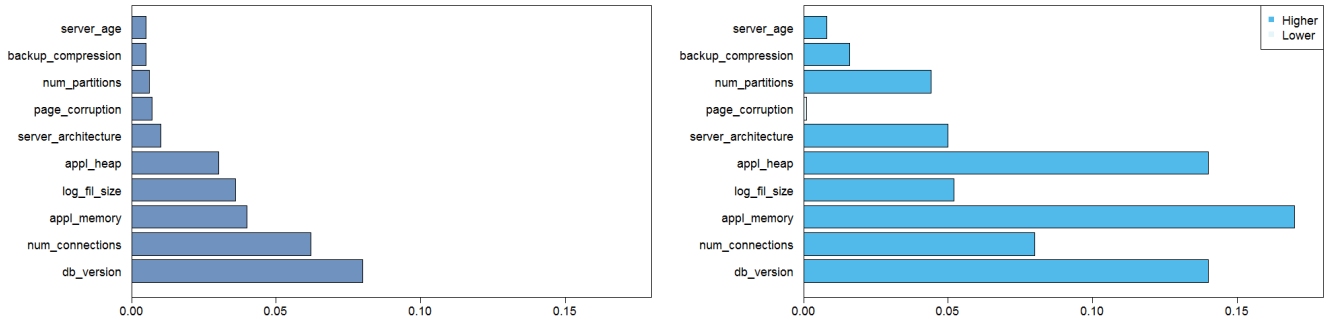 server_age
backup_compression
num_partitions
page_corruption
server_architecture
appl_heap
log_fil_size
appl_memory
num_connections
db_version
0.00 0.05 0.10 0.15
Higher
Lower
server_age
backup_compression
num_partitions
page_corruption
server_architecture
appl_heap
log_fil_size
appl_memory
num_connections
db_version
0.00 0.05 0.10 0.15